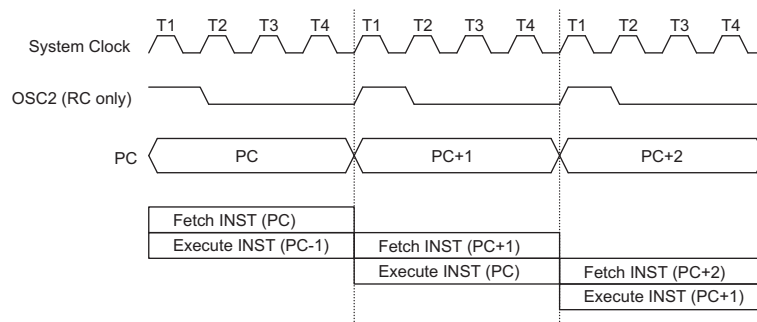 T1 T2 T3 T4 T1 T2 T3 T4 T1 T2 T3 T4
System Clock
OSC2 (RC only)
PC PC PC+1 PC+2
Fetch INST (PC)
Execute INST (PC-1) Fetch INST (PC+1)
Execute INST (PC) Fetch INST (PC+2)
Execute INST (PC+1)